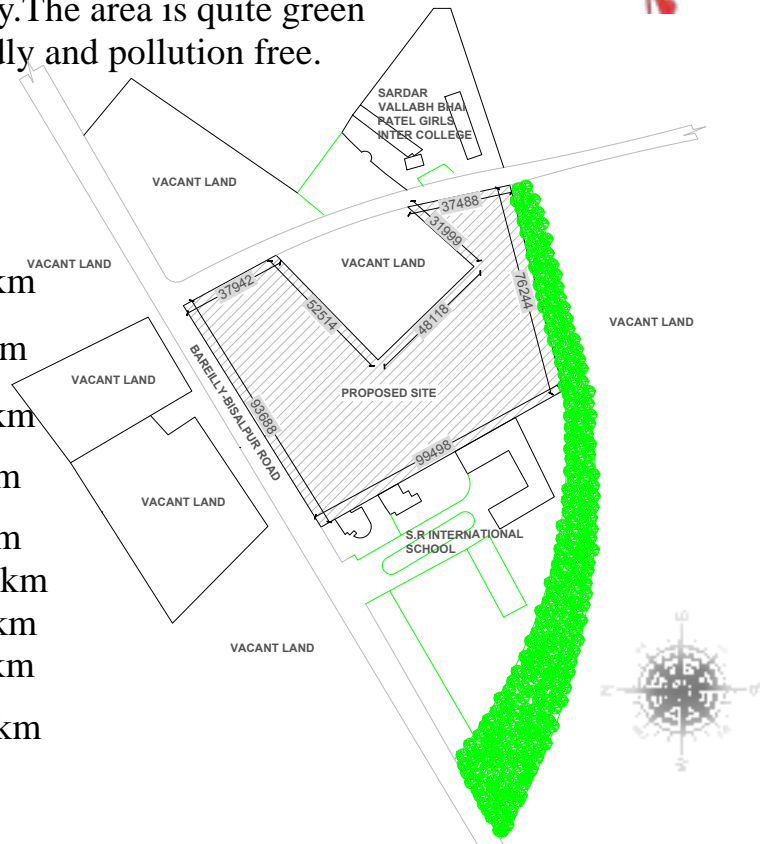 y.The area is quite green
dly and pollution free.
SARDAR
VALLABH BHAI
PATEL GIRLS
INTER COLLEGE
VACANT LAND
37488
31999
VACANT LAND
VACANT LAND
km
37942
76244
52514
48118
VACANT LAND
m
BAREILLY-BISALPUR ROAD
VACANT LAND
PROPOSED SITE
km
93688
99498
m
VACANT LAND
m
S.R INTERNATIONAL
SCHOOL
km
km
VACANT LAND
km
km